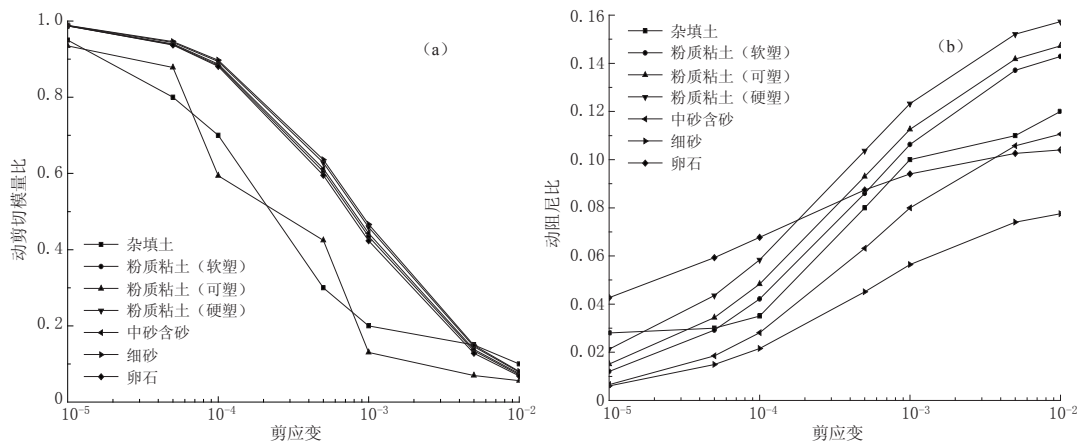 1.0
0.8
0.6
0.4
0.2
0
动剪切模量比
(a)
杂填土
粉质粘土（软塑）
粉质粘土（可塑）
粉质粘土（硬塑）
中砂含砂
细砂
卵石
10⁻⁵
10⁻⁴
10⁻³
10⁻²
剪应变
0.16
0.14
0.12
0.10
0.08
0.06
0.04
0.02
0
动阻尼比
(b)
杂填土
粉质粘土（软塑）
粉质粘土（可塑）
粉质粘土（硬塑）
中砂含砂
细砂
卵石
10⁻⁵
10⁻⁴
10⁻³
10⁻²
剪应变